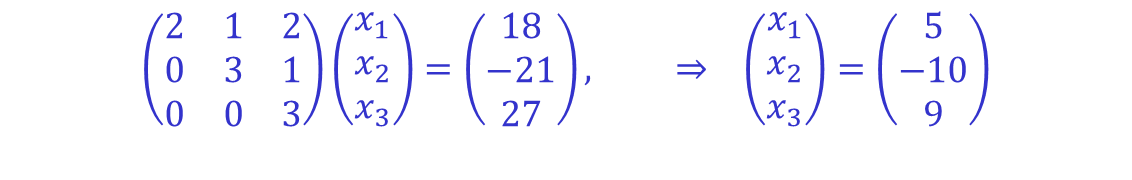 (2 1 2) (x₁) = (18), ⇒ (x₁) = (5)
(0 3 1) (x₂) = (−21), ⇒ (x₂) = (−10)
(0 0 3) (x₃) = (27), ⇒ (x₃) = (9)